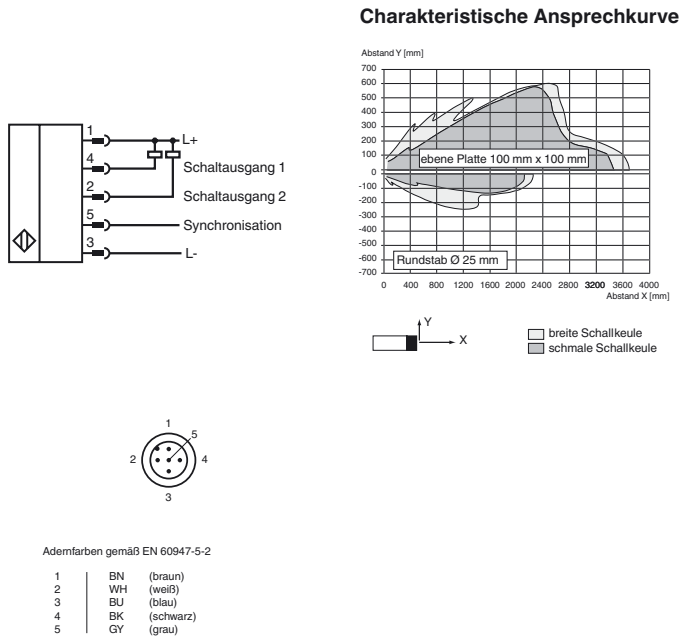 Charakteristische Ansprechkurve
Abstand Y [mm]
700
600
500
400
300
200
100
0
-100
-200
-300
-400
-500
-600
-700
ebene Platte 100 mm x 100 mm
Rundstab Ø 25 mm
0 400 800 1200 1600 2000 2400 2800 3200 3600 4000
Abstand X [mm]
1
L+
4
Schaltausgang 1
2
Schaltausgang 2
5
Synchronisation
3
L-
Y
X
breite Schallkeule
schmale Schallkeule
1
5
2
4
3
Adernfarben gemäß EN 60947-5-2
1 BN (braun)
2 WH (weiß)
3 BU (blau)
4 BK (schwarz)
5 GY (grau)